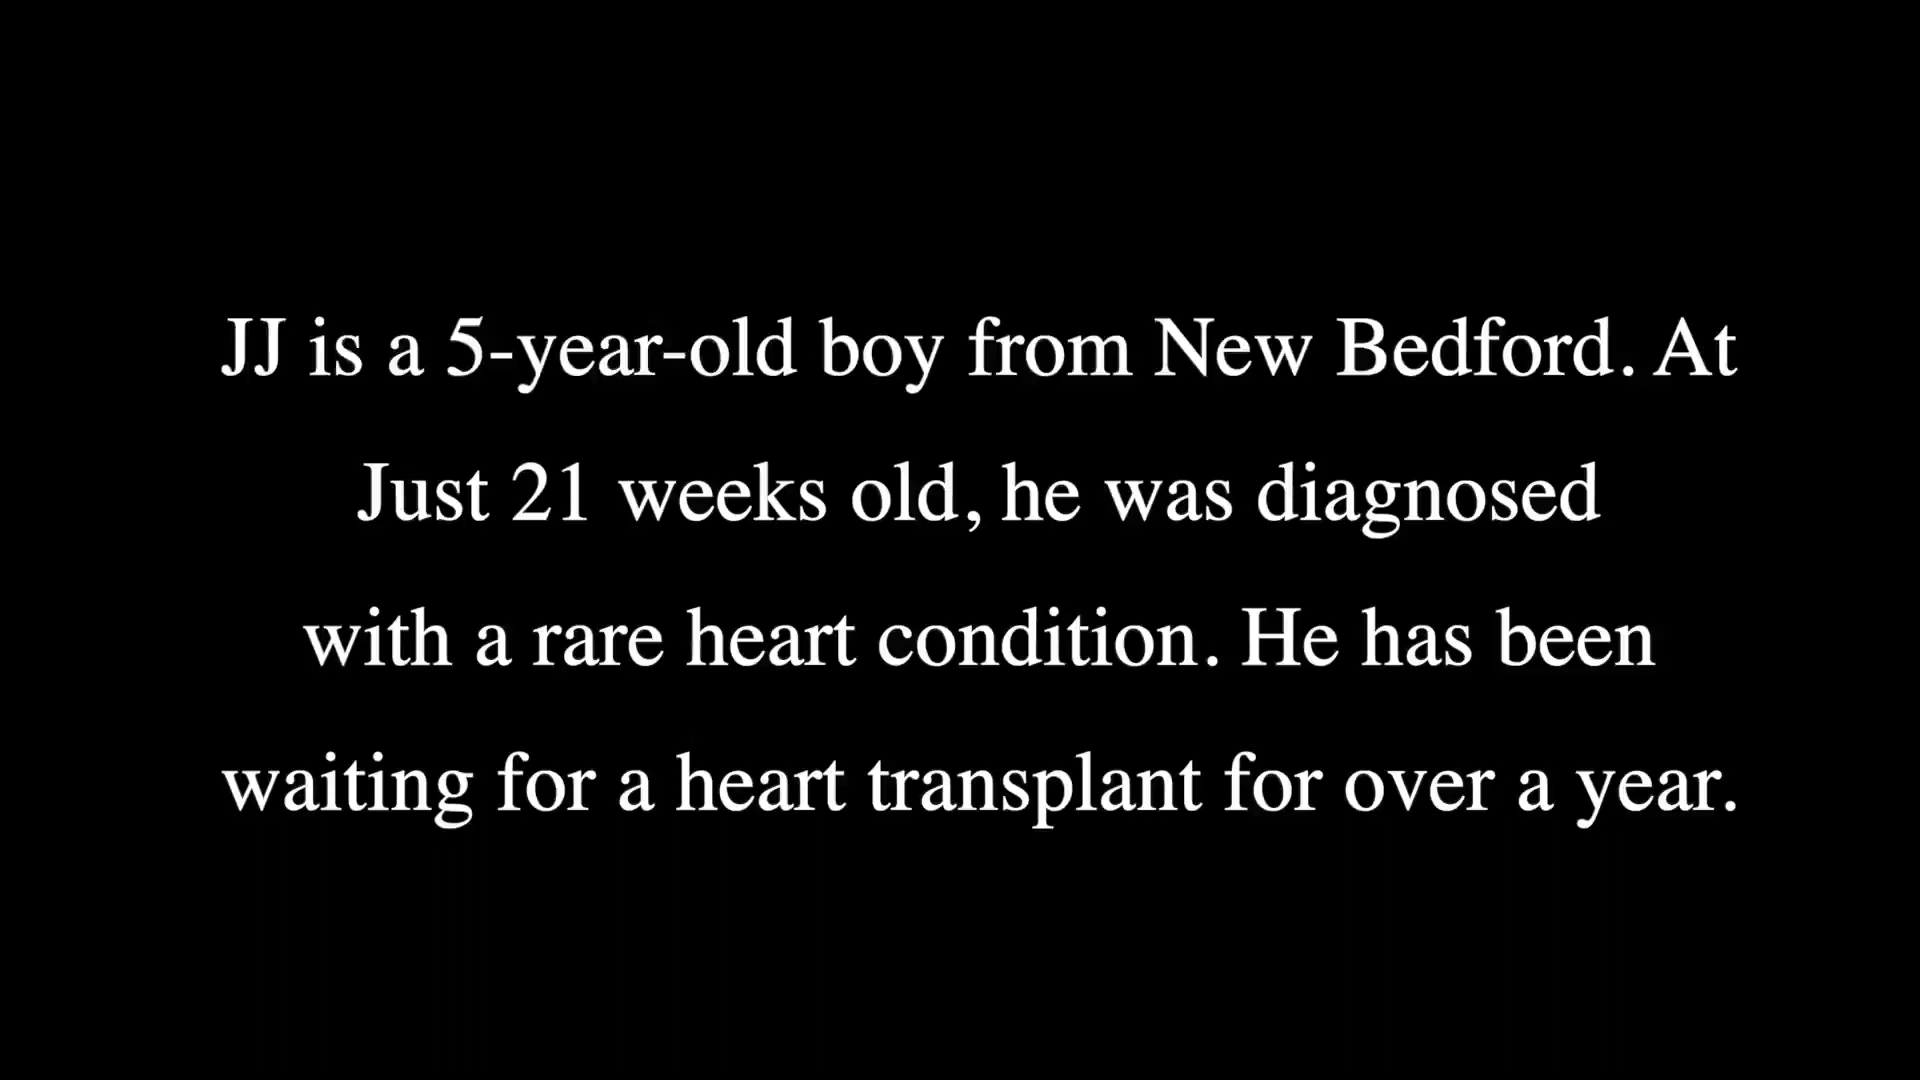 JJ is a 5-year-old boy from New Bedford. At
Just 21 weeks old, he was diagnosed
with a rare heart condition. He has been
waiting for a heart transplant for over a year.